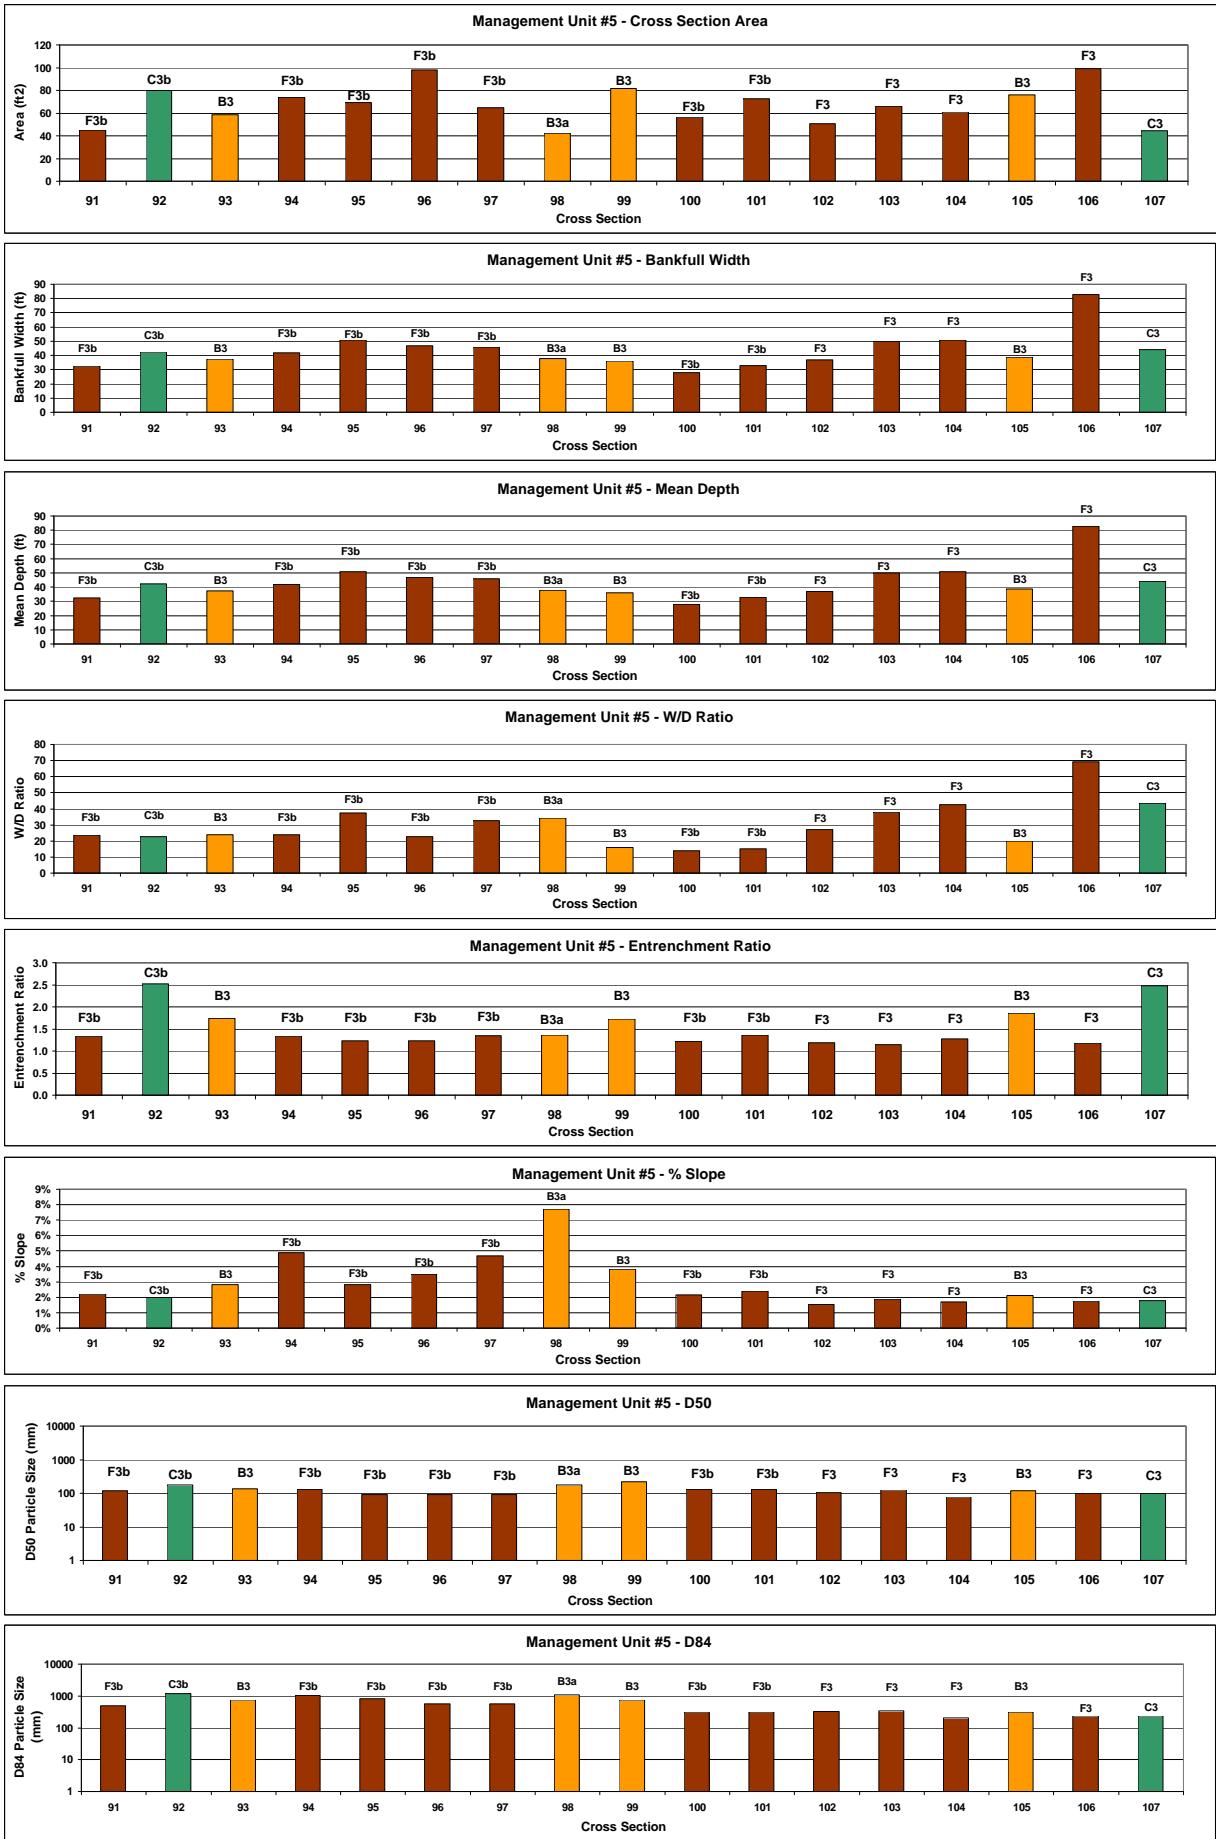 Management Unit #5 - Cross Section Area
Area (ft2)
120
100
80
60
40
20
0
F3b C3b B3 F3b F3b F3b F3b B3a B3 F3b F3b F3 F3 F3 B3 F3 C3
91 92 93 94 95 96 97 98 99 100 101 102 103 104 105 106 107
Cross Section
Management Unit #5 - Bankfull Width
Bankfull Width (ft)
90
80
70
60
50
40
30
20
10
0
F3b C3b B3 F3b F3b F3b F3b B3a B3 F3b F3b F3 F3 F3 B3 F3 C3
91 92 93 94 95 96 97 98 99 100 101 102 103 104 105 106 107
Cross Section
Management Unit #5 - Mean Depth
Mean Depth (ft)
90
80
70
60
50
40
30
20
10
0
F3b C3b B3 F3b F3b F3b F3b B3a B3 F3b F3b F3 F3 F3 B3 F3 C3
91 92 93 94 95 96 97 98 99 100 101 102 103 104 105 106 107
Cross Section
Management Unit #5 - W/D Ratio
W/D Ratio
80
70
60
50
40
30
20
10
0
F3b C3b B3 F3b F3b F3b F3b B3a B3 F3b F3b F3 F3 F3 B3 F3 C3
91 92 93 94 95 96 97 98 99 100 101 102 103 104 105 106 107
Cross Section
Management Unit #5 - Entrenchment Ratio
Entrenchment Ratio
3.0
2.5
2.0
1.5
1.0
0.5
0.0
F3b C3b B3 F3b F3b F3b F3b B3a B3 F3b F3b F3 F3 F3 B3 F3 C3
91 92 93 94 95 96 97 98 99 100 101 102 103 104 105 106 107
Cross Section
Management Unit #5 - % Slope
% Slope
9%
8%
7%
6%
5%
4%
3%
2%
1%
0%
F3b C3b B3 F3b F3b F3b F3b B3a B3 F3b F3b F3 F3 F3 B3 F3 C3
91 92 93 94 95 96 97 98 99 100 101 102 103 104 105 106 107
Cross Section
Management Unit #5 - D50
D50 Particle Size (mm)
10000
1000
100
10
1
F3b C3b B3 F3b F3b F3b F3b B3a B3 F3b F3b F3 F3 F3 B3 F3 C3
91 92 93 94 95 96 97 98 99 100 101 102 103 104 105 106 107
Cross Section
Management Unit #5 - D84
D84 Particle Size
(mm)
10000
1000
100
10
1
F3b C3b B3 F3b F3b F3b F3b B3a B3 F3b F3b F3 F3 F3 B3 F3 C3
91 92 93 94 95 96 97 98 99 100 101 102 103 104 105 106 107
Cross Section